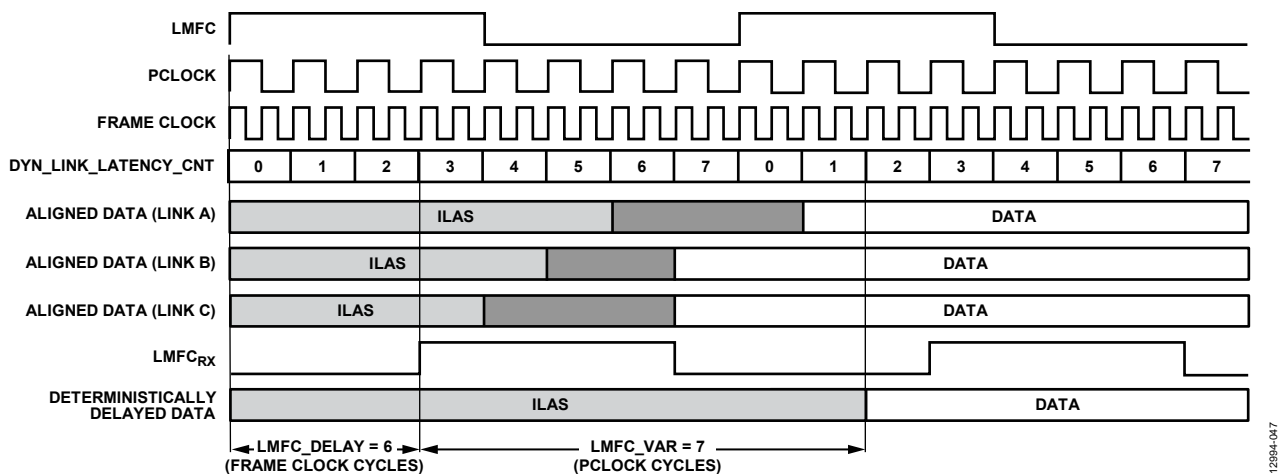 LMFC
PCLOCK
FRAME CLOCK
DYN_LINK_LATENCY_CNT 0 1 2 3 4 5 6 7 0 1 2 3 4 5 6 7
ALIGNED DATA (LINK A) ILAS DATA
ALIGNED DATA (LINK B) ILAS DATA
ALIGNED DATA (LINK C) ILAS DATA
LMFCRX
DETERMINISTICALLY
DELAYED DATA
ILAS DATA
LMFC_DELAY = 6
(FRAME CLOCK CYCLES)
LMFC_VAR = 7
(PCLOCK CYCLES)
12994-047